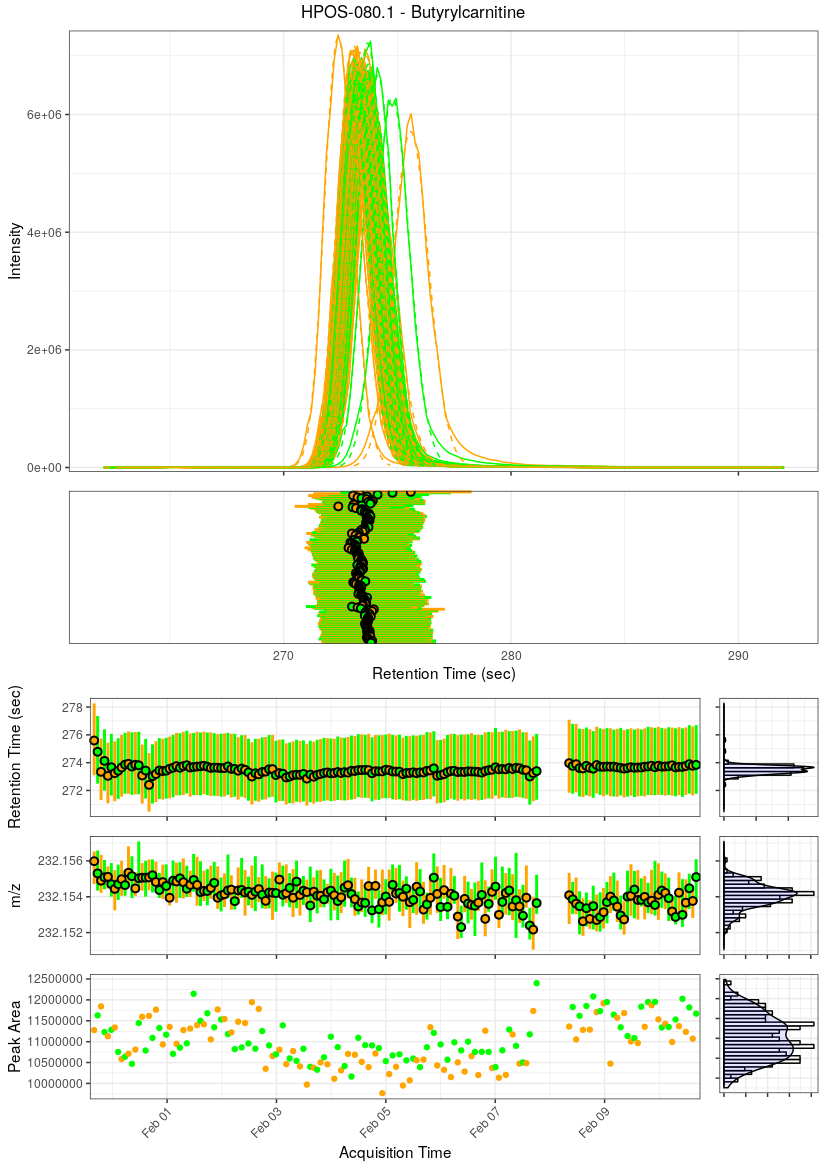 HPOS-080.1 - Butyrylcarnitine
6e+06
4e+06
2e+06
0e+00
Intensity
270
280
290
Retention Time (sec)
278
276
274
272
Retention Time (sec)
232.156
232.154
232.152
m/z
12500000
12000000
11500000
11000000
10500000
10000000
Peak Area
Feb 01
Feb 03
Feb 05
Feb 07
Feb 09
Acquisition Time